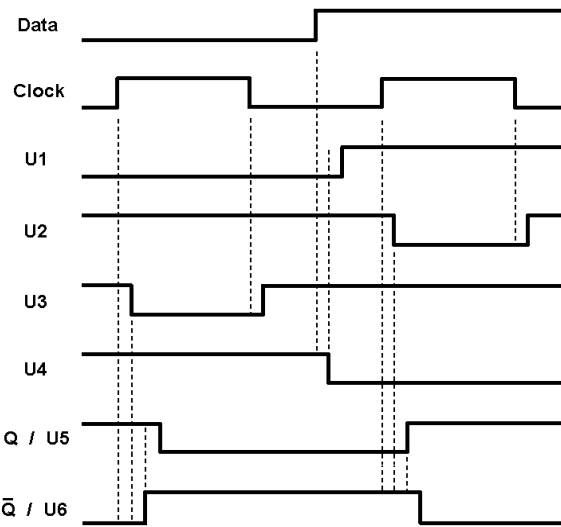 Data
Clock
U1
U2
U3
U4
Q / U5
Q̄ / U6